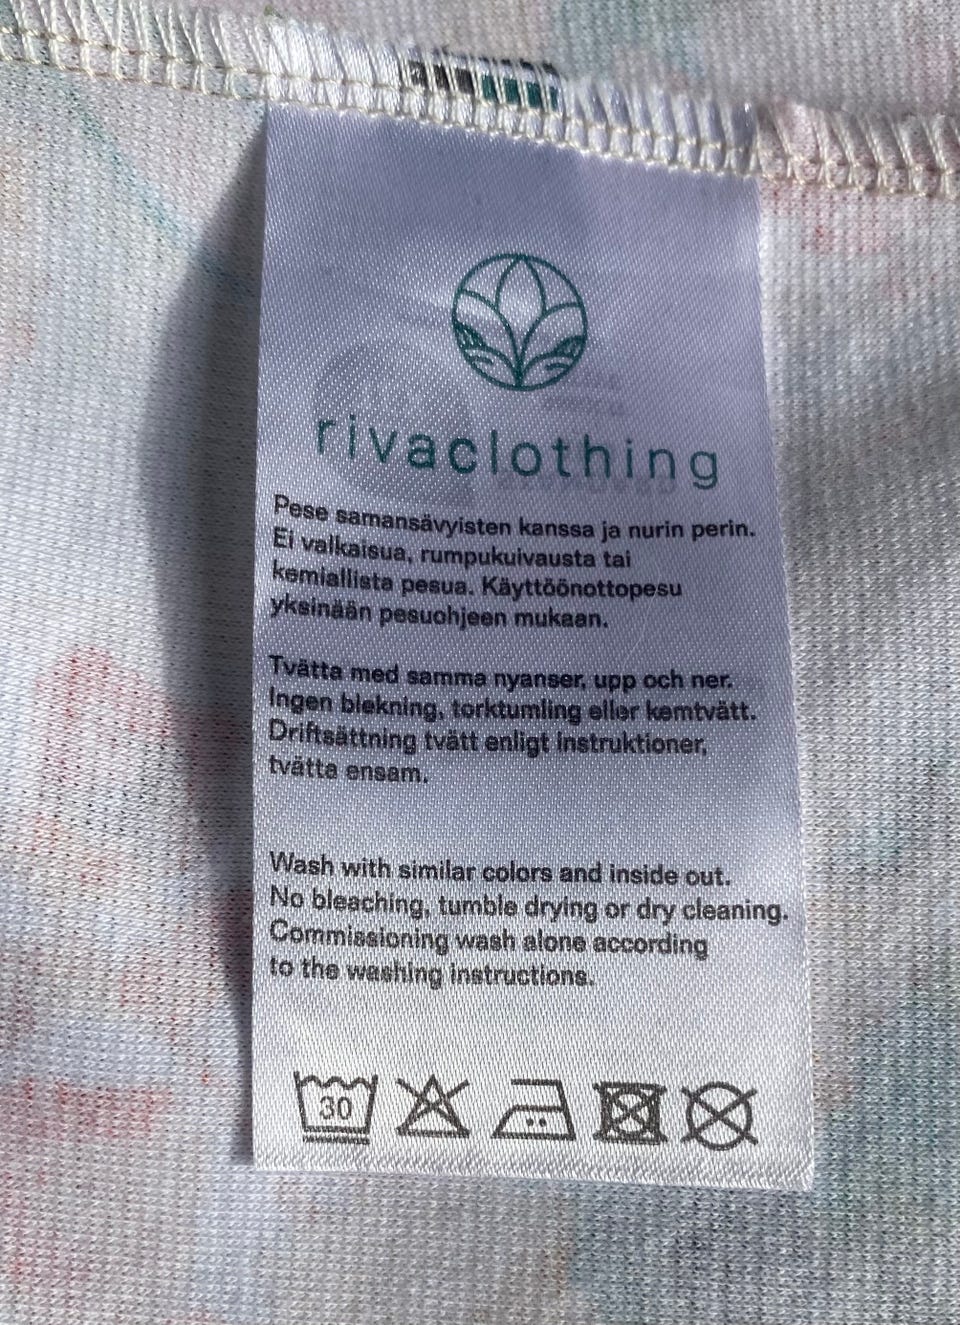 rivaclothing
Pese samansävyisten kanssa ja nurin perin.
Ei valkaisua, rumpukuivausta tai
kemiallista pesua. Käyttöönottopesu
yksinään pesuohjeen mukaan.
Tvätta med samma nyanser, upp och ner.
Ingen blekning, torktumling eller kemtvätt.
Driftsättning tvätt enligt instruktioner,
tvätta ensam.
Wash with similar colors and inside out.
No bleaching, tumble drying or dry cleaning.
Commissioning wash alone according
to the washing instructions.
30